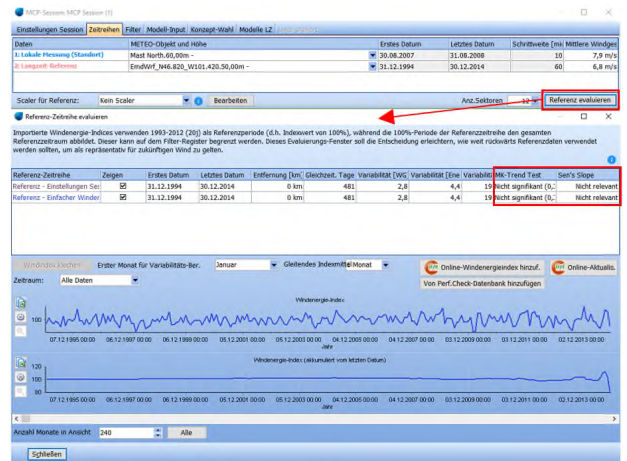 MCP-Session: MCP Session (1)
Einstellungen Session Zeitreihen Filter Modell-Input Konzept-Wahl Modelle LZ
Daten METEO-Objekt und Höhe Erstes Datum Letztes Datum Schrittweite [min Mittlere Windges
1: Lokale Messung (Standort) Mast North.60,00m - 30.08.2007 31.08.2008 10 7,9 m/s
2: Langzeit-Referenz EmdWrf_N46.820_W101.420.50,00m - 31.12.1994 30.12.2014 60 6,8 m/s
Scaler für Referenz: Kein Scaler Bearbeiten Anz.Sektoren 12 Referenz evaluieren
Referenz-Zeitreihe evaluieren
Importierte Windenergie-Indices verwenden 1993-2012 (20J) als Referenzperiode (d.h. Indexwert von 100%), während die 100%-Periode der Referenzzeitreihe den gesamten
Referenzzeitraum abbildet. Dieser kann auf dem Filter-Register begrenzt werden. Dieses Evaluierungs-Fenster soll die Entscheidung erleichtern, wie weit rückwärts Referenzdaten verwendet
werden sollten, um als repräsentativ für zukünftigen Wind zu gelten.
Referenz-Zeitreihe Zeigen Erstes Datum Letztes Datum Entfernung [km] Gleichzeit. Tage Variabilität [WG Variabilität [Ene Variabilit MK-Trend Test Sen's Slope
Referenz - Einstellungen Ses 31.12.1994 30.12.2014 0 km 481 2,8 4,4 19 Nicht signifikant (0, Nicht relevant
Referenz - Einfacher Winder 31.12.1994 30.12.2014 0 km 481 2,8 4,4 19 Nicht signifikant (0, Nicht relevant
Windindex löschen Erster Monat für Variabilitäts-Ber. Januar Gleitendes Indexmittel Monat Online-Windenergieindex hinzuf. Online-Aktualis.
Zeitraum: Alle Daten Von Perf.Check-Datenbank hinzufügen
Windenergie-Index
100
07.12.1995 00:00 06.12.1997 00:00 06.12.1999 00:00 05.12.2001 00:00 05.12.2003 00:00 04.12.2005 00:00 04.12.2007 00:00 03.12.2009 00:00 03.12.2011 00:00 02.12.2013 00:00
Jahr
Windenergie-Index (akkumuliert vom letzten Datum)
120
100
80
07.12.1995 00:00 06.12.1997 00:00 06.12.1999 00:00 05.12.2001 00:00 05.12.2003 00:00 04.12.2005 00:00 04.12.2007 00:00 03.12.2009 00:00 03.12.2011 00:00 02.12.2013 00:00
Jahr
Anzahl Monate in Ansicht 240 Alle
Schließen